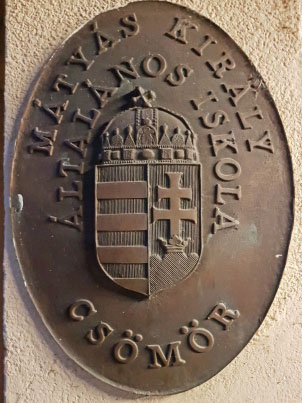 MÁTYÁS KIRÁLY
ÁLTALÁNOS ISKOLA
CSÖMÖR